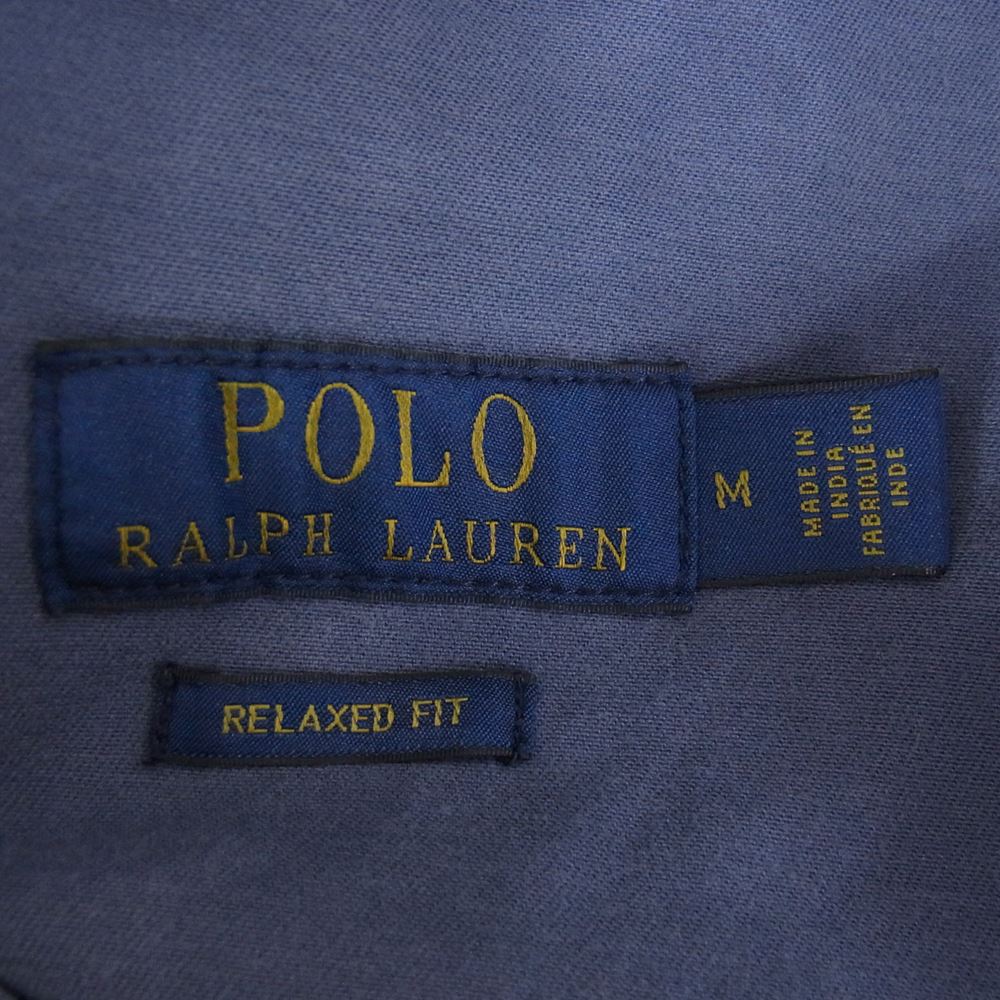 POLO
RALPH LAUREN
M
MADE IN
INDIA
FABRIQUÉ EN
INDE
RELAXED FIT